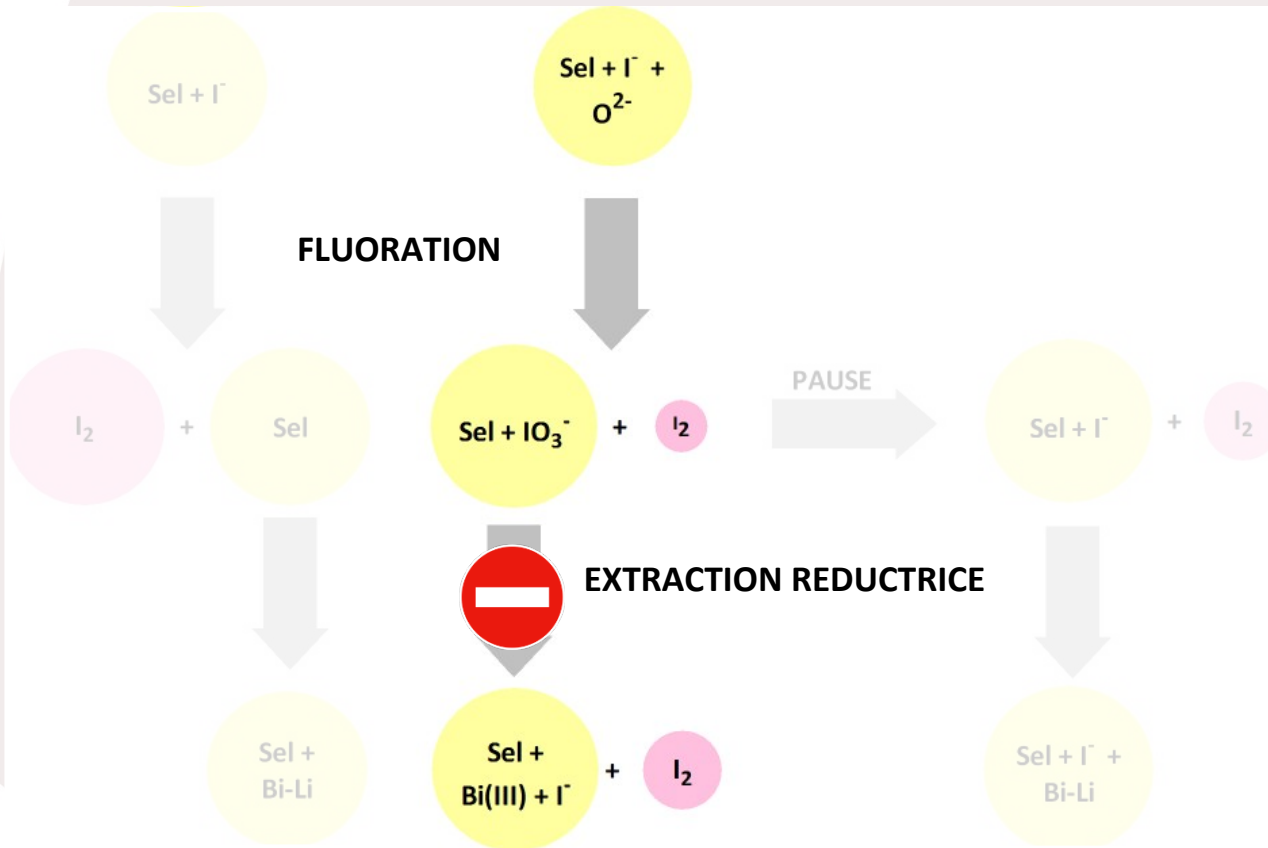 Sel + I⁻
Sel + I⁻ +
O²⁻
FLUORATION
I₂
+
Sel
Sel + IO₃⁻
+
I₂
PAUSE
Sel + I⁻
+
I₂
EXTRACTION REDUCTRICE
Sel +
Bi-Li
Sel +
Bi(III) + I⁻
+
I₂
Sel + I⁻ +
Bi-Li